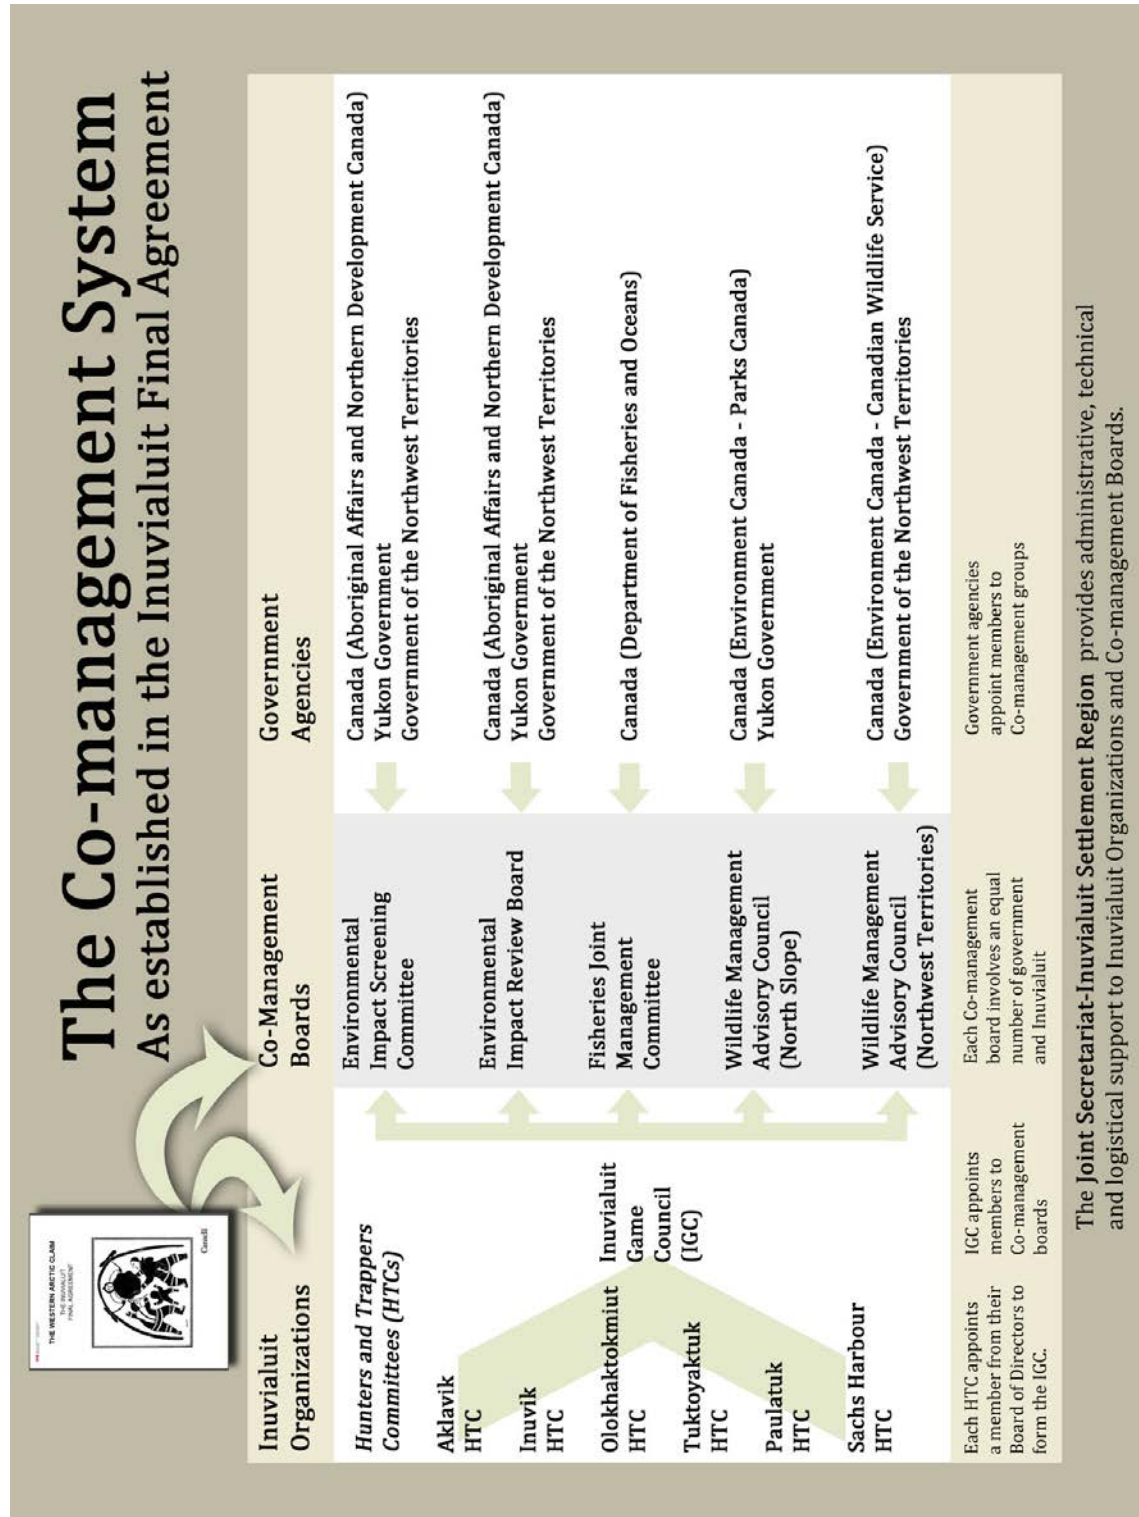 The Co-management System
As established in the Inuvialuit Final Agreement
THE WESTERN ARCTIC CLAIM
THE INUVIALUIT
FINAL AGREEMENT
Canada
Inuvialuit
Organizations
Co-Management
Boards
Government
Agencies
Hunters and Trappers
Committees (HTCs)
Aklavik
HTC
Inuvik
HTC
Olokhaktokmiut
HTC
Tuktoyaktuk
HTC
Paulatuk
HTC
Sachs Harbour
HTC
Inuvialuit
Game
Council
(IGC)
Environmental
Impact Screening
Committee
Environmental
Impact Review Board
Fisheries Joint
Management
Committee
Wildlife Management
Advisory Council
(North Slope)
Wildlife Management
Advisory Council
(Northwest Territories)
Canada (Aboriginal Affairs and Northern Development Canada)
Yukon Government
Government of the Northwest Territories
Canada (Aboriginal Affairs and Northern Development Canada)
Yukon Government
Government of the Northwest Territories
Canada (Department of Fisheries and Oceans)
Canada (Environment Canada - Parks Canada)
Yukon Government
Canada (Environment Canada - Canadian Wildlife Service)
Government of the Northwest Territories
Each HTC appoints
a member from their
Board of Directors to
form the IGC.
IGC appoints
members to
Co-management
boards
Each Co-management
board involves an equal
number of government
and Inuvialuit
Government agencies
appoint members to
Co-management groups
The Joint Secretariat-Inuvialuit Settlement Region provides administrative, technical
and logistical support to Inuvialuit Organizations and Co-management Boards.